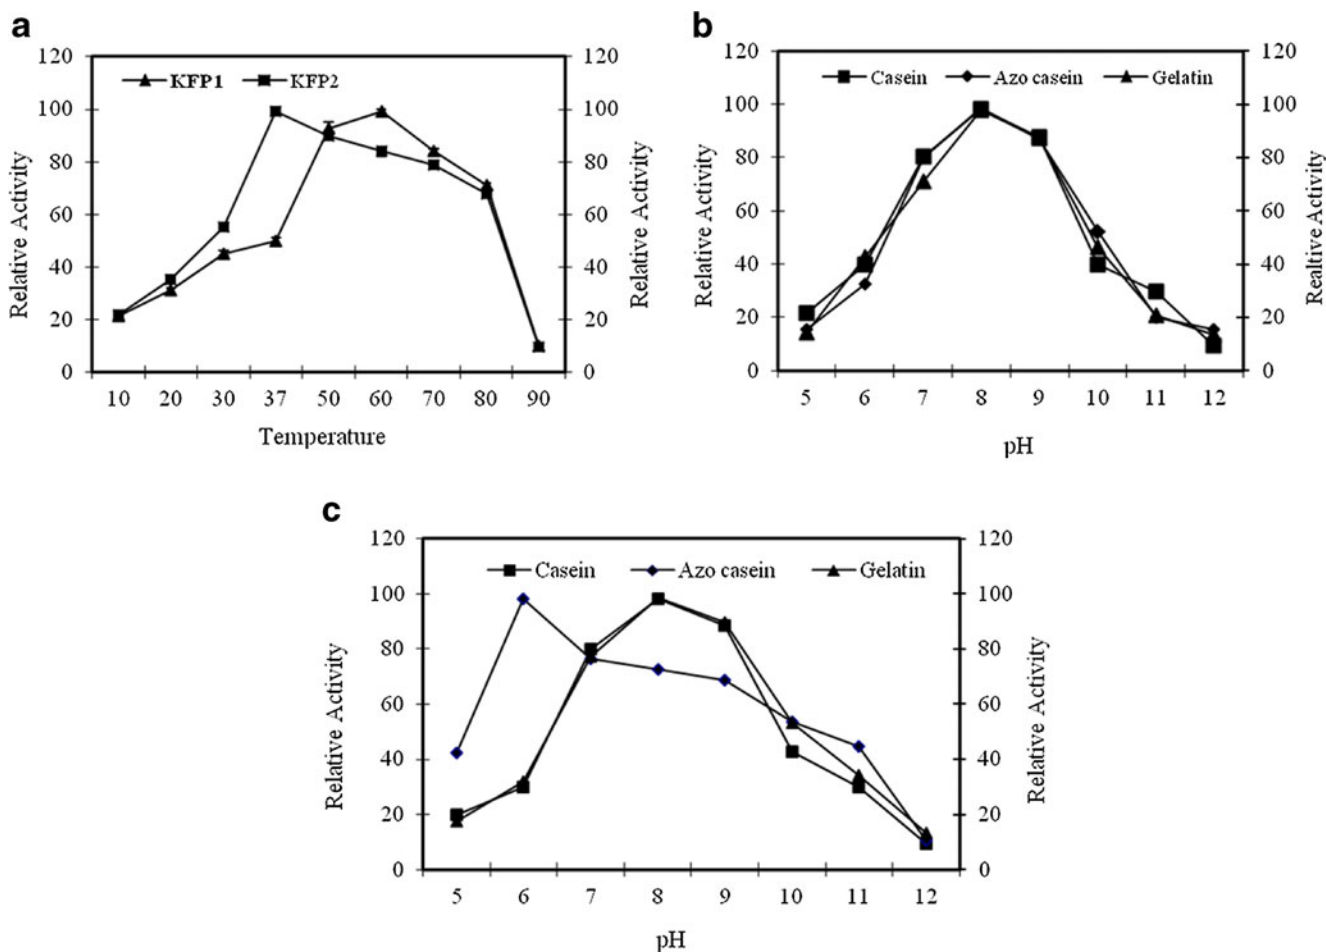 a
120 120
KFP1 KFP2
100 100
80 80
60 60
40 40
20 20
0 0
Relative Activity
Relative Activity
10 20 30 37 50 60 70 80 90
Temperature
b
120 120
Casein Azo casein Gelatin
100 100
80 80
60 60
40 40
20 20
0 0
Relative Activity
Realtive Activity
5 6 7 8 9 10 11 12
pH
c
120 120
Casein Azo casein Gelatin
100 100
80 80
60 60
40 40
20 20
0 0
Relative Activity
Relative Activity
5 6 7 8 9 10 11 12
pH